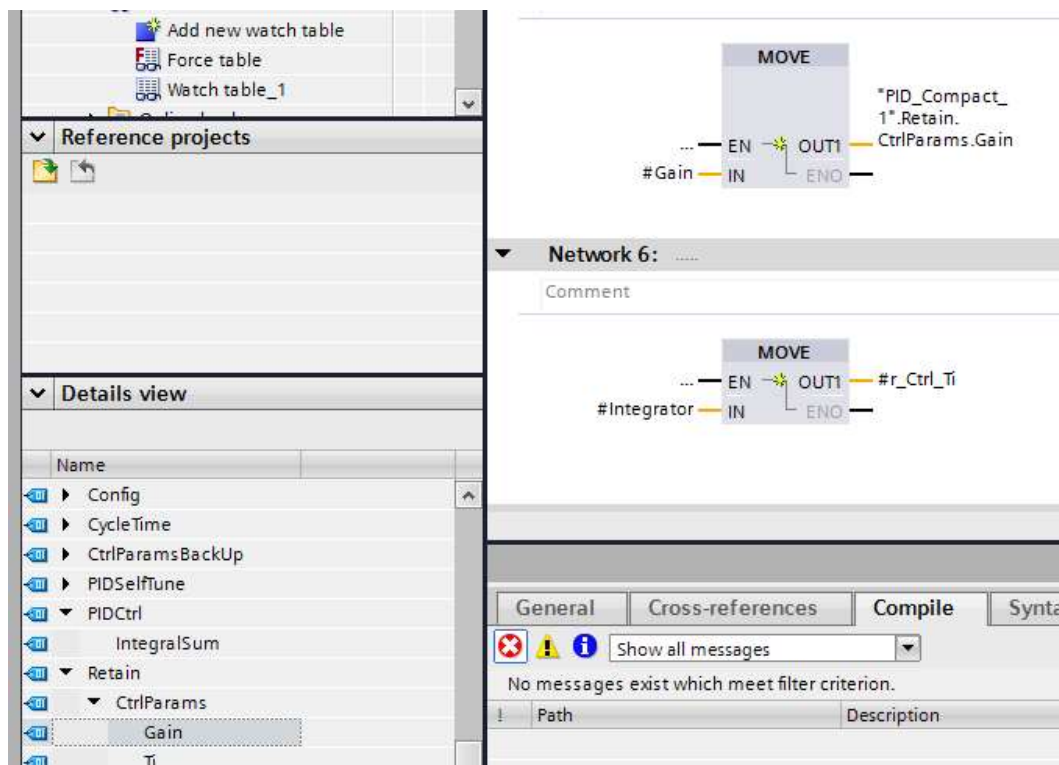 Add new watch table
Force table
Watch table_1
Reference projects
Details view
Name
Config
CycleTime
CtrlParamsBackUp
PIDSelfTune
PIDCtrl
IntegralSum
Retain
CtrlParams
Gain
Ti
MOVE
"PID_Compact_
1".Retain.
CtrlParams.Gain
... EN OUT1
#Gain IN ENO
Network 6: .....
Comment
MOVE
... EN OUT1 #r_Ctrl_Ti
#Integrator IN ENO
General Cross-references Compile
Show all messages
No messages exist which meet filter criterion.
! Path Description